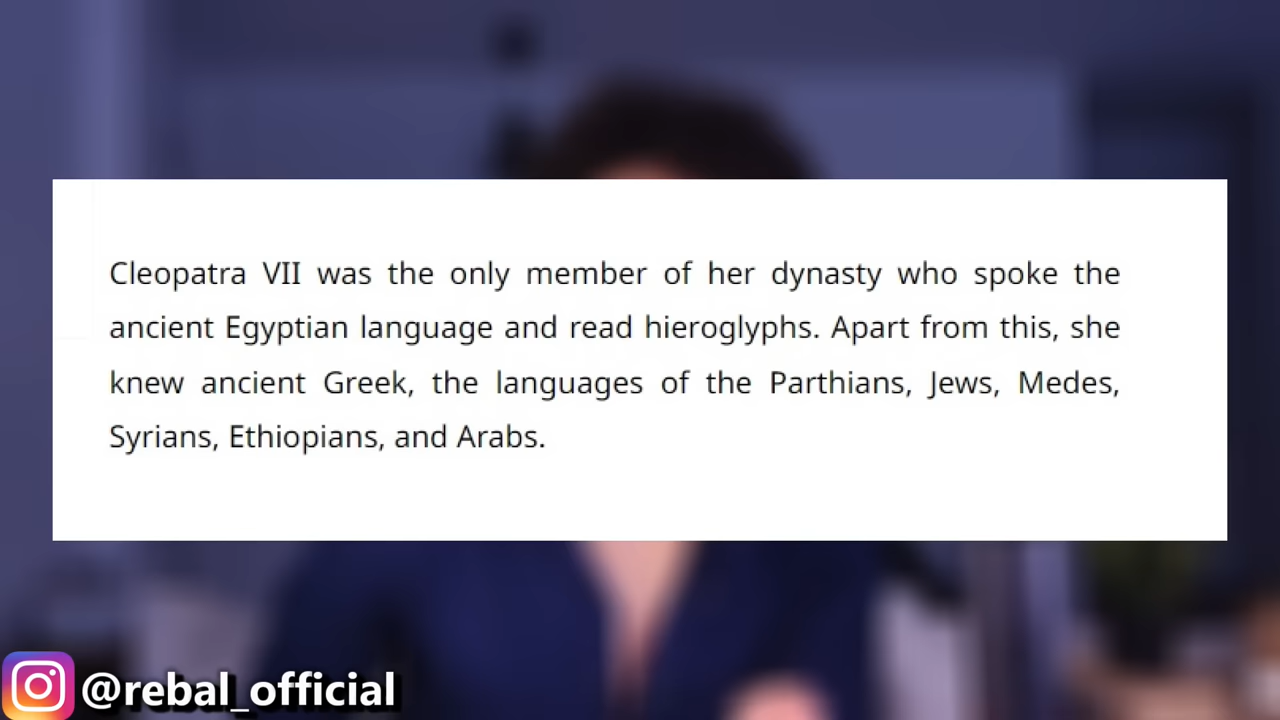 Cleopatra VII was the only member of her dynasty who spoke the
ancient Egyptian language and read hieroglyphs. Apart from this, she
knew ancient Greek, the languages of the Parthians, Jews, Medes,
Syrians, Ethiopians, and Arabs.
@rebal_official